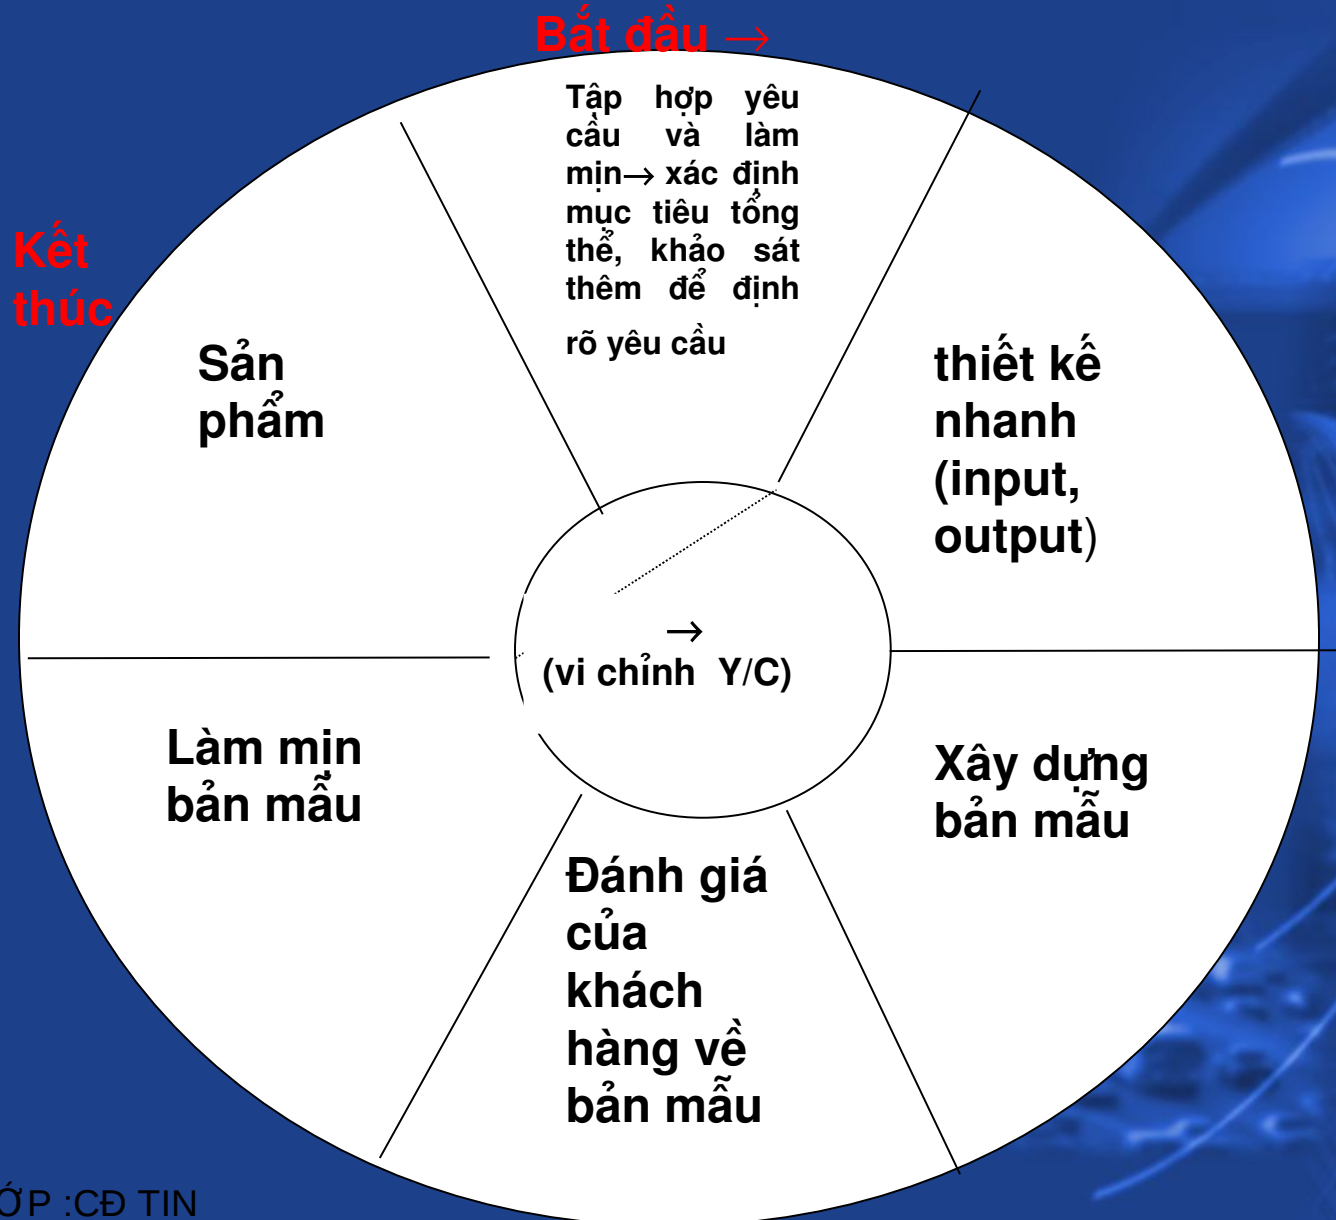 Bắt đầu →
Tập hợp yêu
cầu và làm
mịn→ xác định
mục tiêu tổng
thể, khảo sát
thêm để định
rõ yêu cầu
Kết
thúc
Sản
phẩm
thiết kế
nhanh
(input,
output)
→
(vi chỉnh Y/C)
Làm mịn
bản mẫu
Xây dựng
bản mẫu
Đánh giá
của
khách
hàng về
bản mẫu
ỚP :CĐ TIN